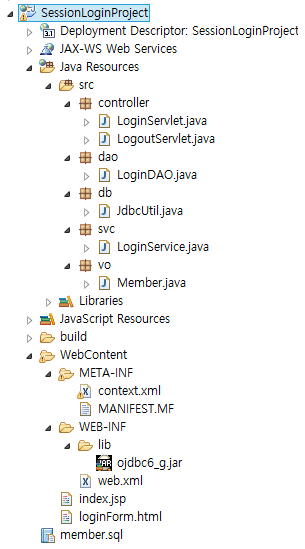 SessionLoginProject
Deployment Descriptor: SessionLoginProject
JAX-WS Web Services
Java Resources
src
controller
LoginServlet.java
LogoutServlet.java
dao
LoginDAO.java
db
JdbcUtil.java
svc
LoginService.java
vo
Member.java
Libraries
JavaScript Resources
build
WebContent
META-INF
context.xml
MANIFEST.MF
WEB-INF
lib
ojdbc6_g.jar
web.xml
index.jsp
loginForm.html
member.sql